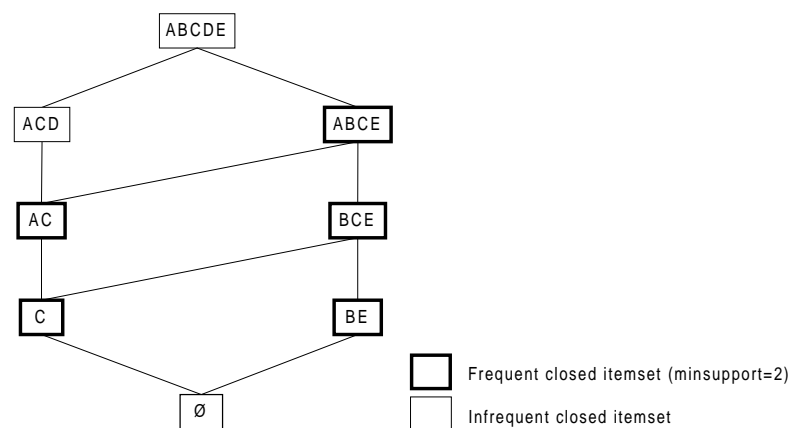 ABCDE
ACD
ABCE
AC
BCE
C
BE
Ø
Frequent closed itemset (minsupport=2)
Infrequent closed itemset